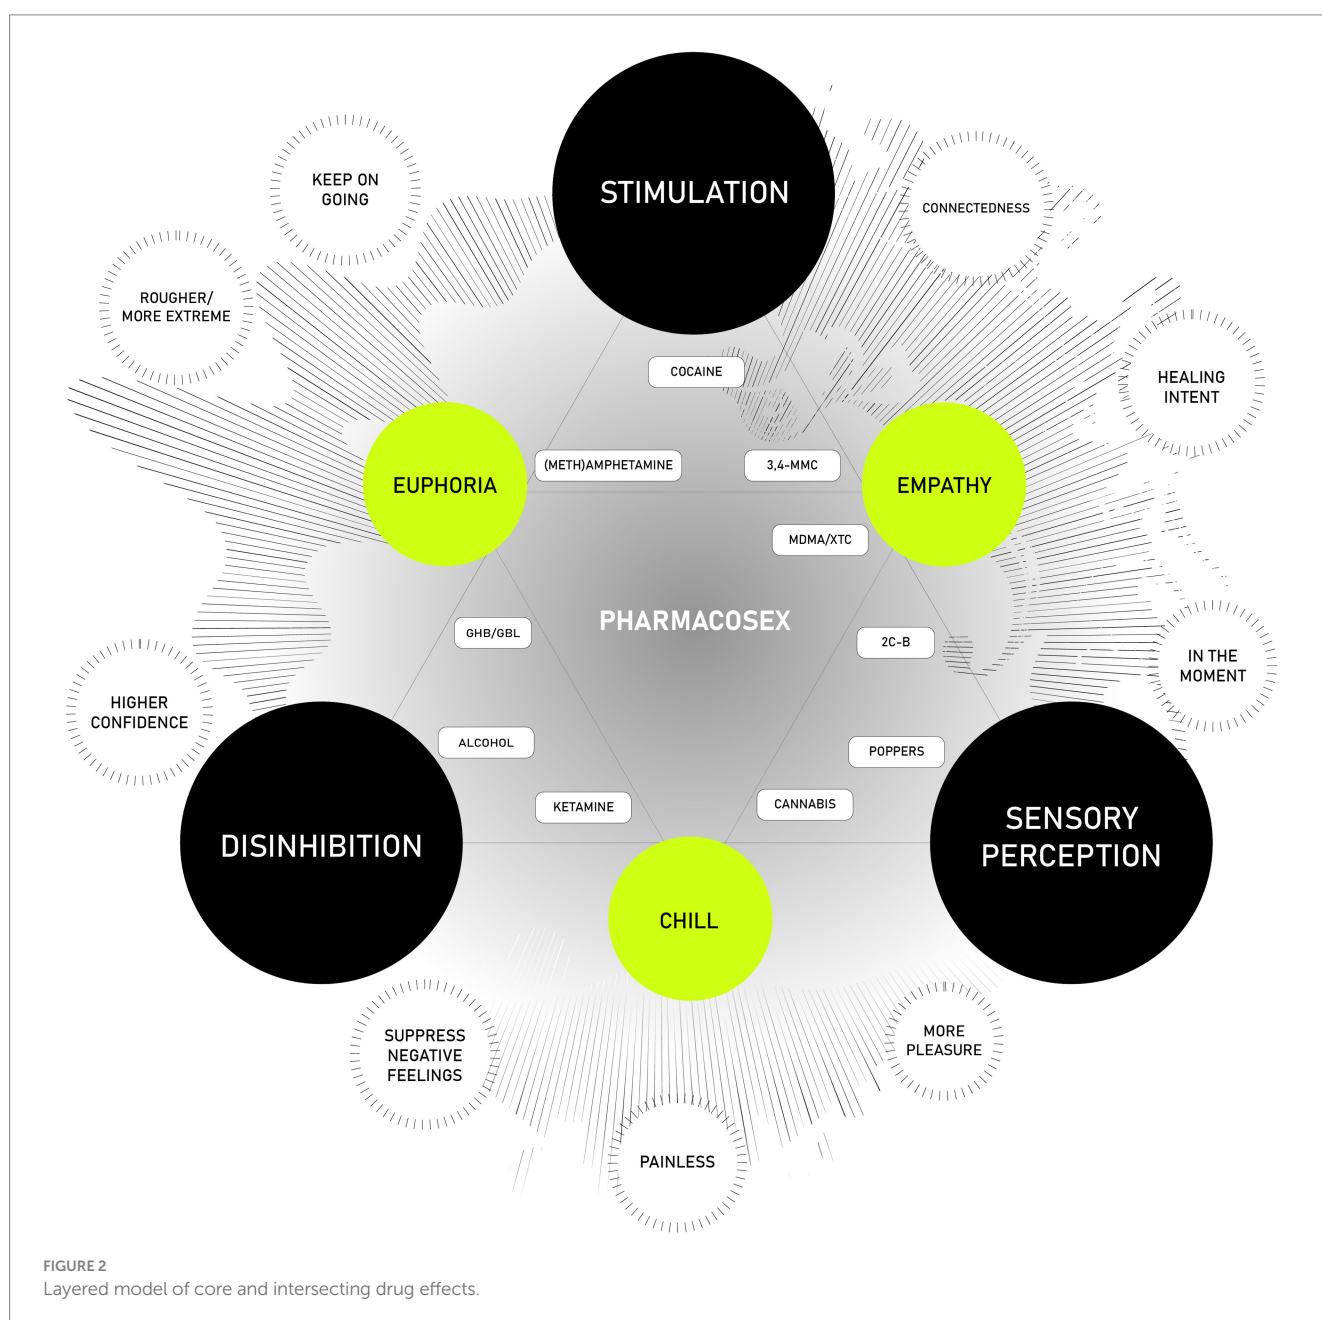 STIMULATION
KEEP ON
GOING
CONNECTEDNESS
ROUGHER/
MORE EXTREME
HEALING
INTENT
COCAINE
(METH)AMPHETAMINE
3,4-MMC
EUPHORIA
EMPATHY
MDMA/XTC
PHARMACOSEX
GHB/GBL
2C-B
IN THE
MOMENT
HIGHER
CONFIDENCE
ALCOHOL
POPPERS
KETAMINE
CANNABIS
DISINHIBITION
SENSORY
PERCEPTION
CHILL
SUPPRESS
NEGATIVE
FEELINGS
MORE
PLEASURE
PAINLESS
FIGURE 2
Layered model of core and intersecting drug effects.